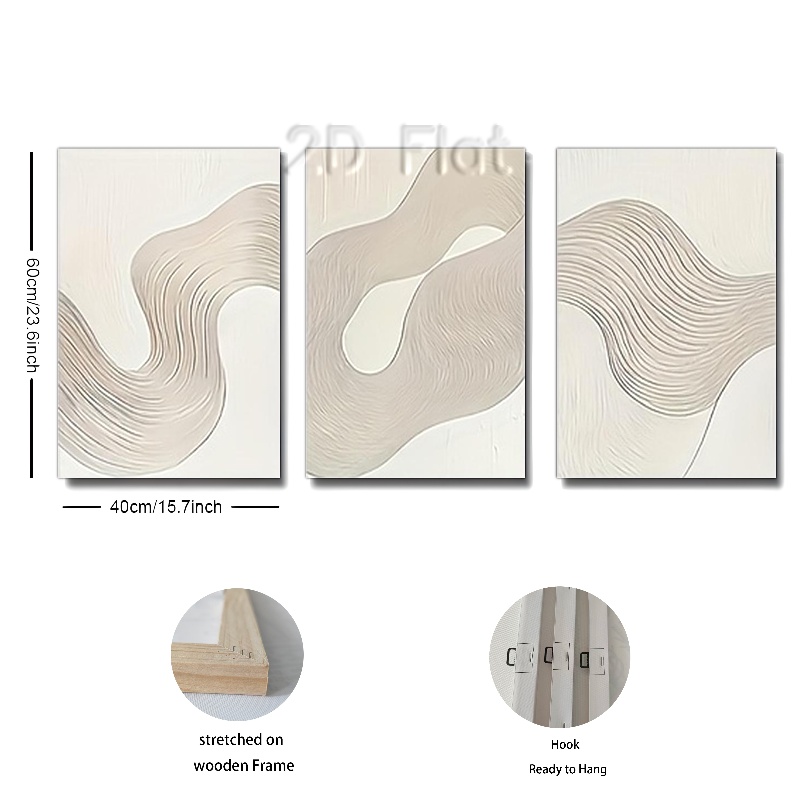 2D Flat
60cm/23.6inch
40cm/15.7inch
stretched on
wooden Frame
Hook
Ready to Hang